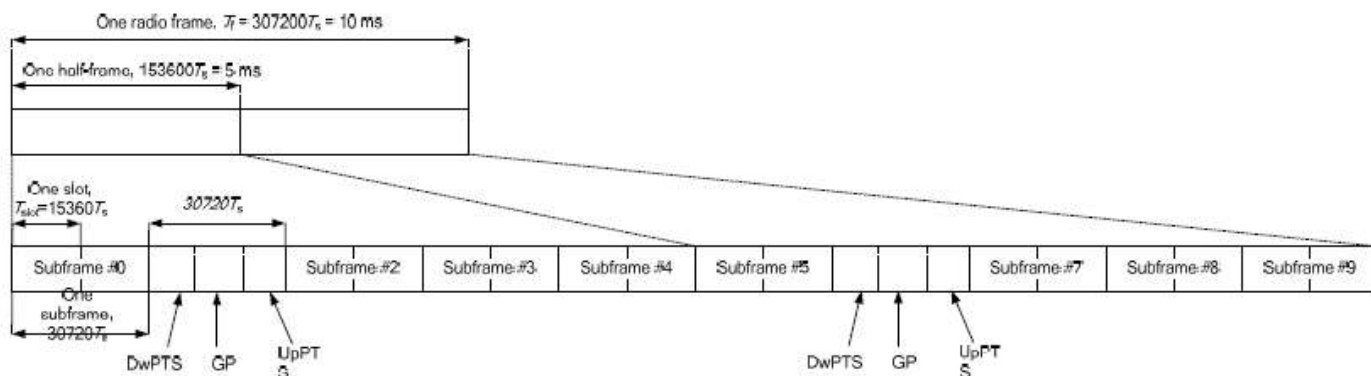 One radio frame, Tf = 307200Ts = 10 ms
One half-frame, 153600Ts = 5 ms
One slot,
Tslot=15360Ts
30720Ts
Subframe #0
Subframe #2
Subframe #3
Subframe #4
Subframe #5
Subframe #7
Subframe #8
Subframe #9
One
subframe,
30720Ts
DwPTS
GP
UpPT
S
DwPTS
GP
UpPT
S